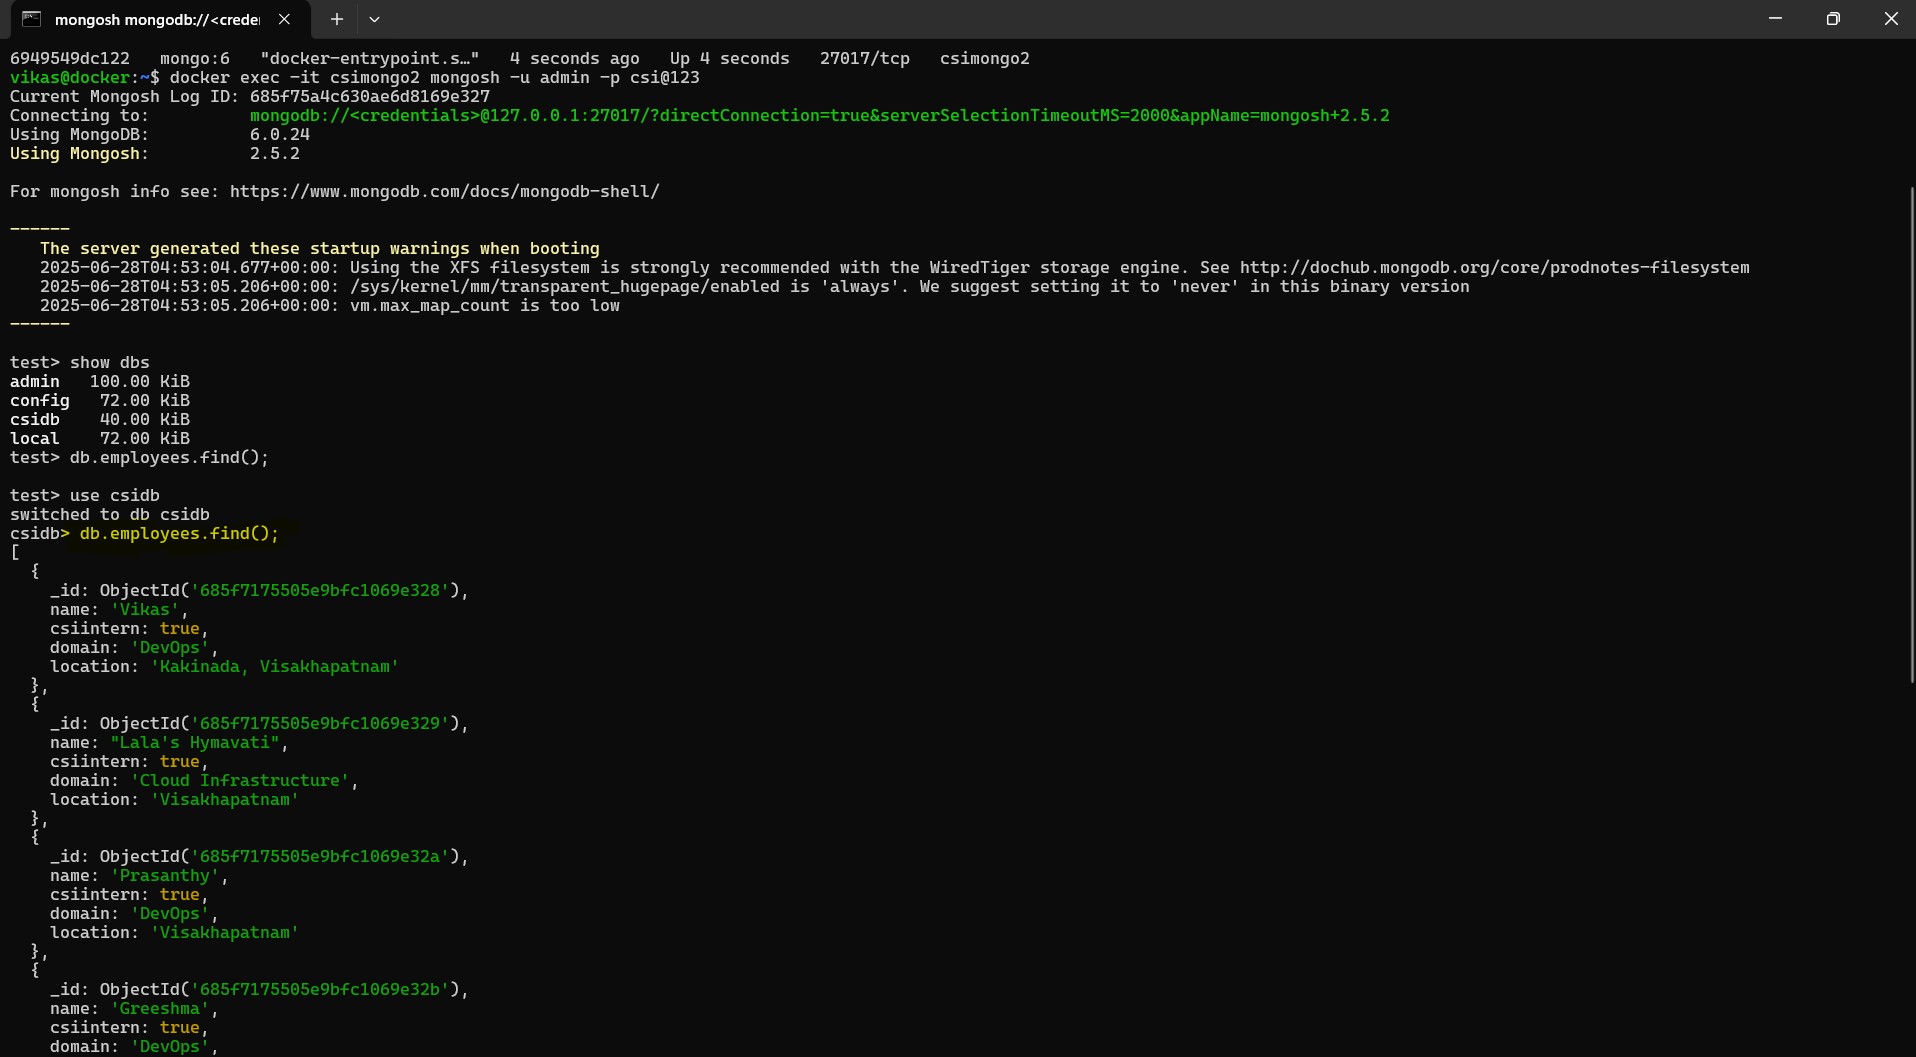 mongosh mongodb://<crede
6949549dc122   mongo:6   "docker-entrypoint.s…"   4 seconds ago   Up 4 seconds   27017/tcp   csimongo2
vikas@docker:~$ docker exec -it csimongo2 mongosh -u admin -p csi@123
Current Mongosh Log ID: 685f75a4c630ae6d8169e327
Connecting to:          mongodb://<credentials>@127.0.0.1:27017/?directConnection=true&serverSelectionTimeoutMS=2000&appName=mongosh+2.5.2
Using MongoDB:          6.0.24
Using Mongosh:          2.5.2
For mongosh info see: https://www.mongodb.com/docs/mongodb-shell/
------
   The server generated these startup warnings when booting
   2025-06-28T04:53:04.677+00:00: Using the XFS filesystem is strongly recommended with the WiredTiger storage engine. See http://dochub.mongodb.org/core/prodnotes-filesystem
   2025-06-28T04:53:05.206+00:00: /sys/kernel/mm/transparent_hugepage/enabled is 'always'. We suggest setting it to 'never' in this binary version
   2025-06-28T04:53:05.206+00:00: vm.max_map_count is too low
------
test> show dbs
admin   100.00 KiB
config   72.00 KiB
csidb    40.00 KiB
local    72.00 KiB
test> db.employees.find();
test> use csidb
switched to db csidb
csidb> db.employees.find();
[
  {
    _id: ObjectId('685f7175505e9bfc1069e328'),
    name: 'Vikas',
    csiintern: true,
    domain: 'DevOps',
    location: 'Kakinada, Visakhapatnam'
  },
  {
    _id: ObjectId('685f7175505e9bfc1069e329'),
    name: "Lala's Hymavati",
    csiintern: true,
    domain: 'Cloud Infrastructure',
    location: 'Visakhapatnam'
  },
  {
    _id: ObjectId('685f7175505e9bfc1069e32a'),
    name: 'Prasanthy',
    csiintern: true,
    domain: 'DevOps',
    location: 'Visakhapatnam'
  },
  {
    _id: ObjectId('685f7175505e9bfc1069e32b'),
    name: 'Greeshma',
    csiintern: true,
    domain: 'DevOps',